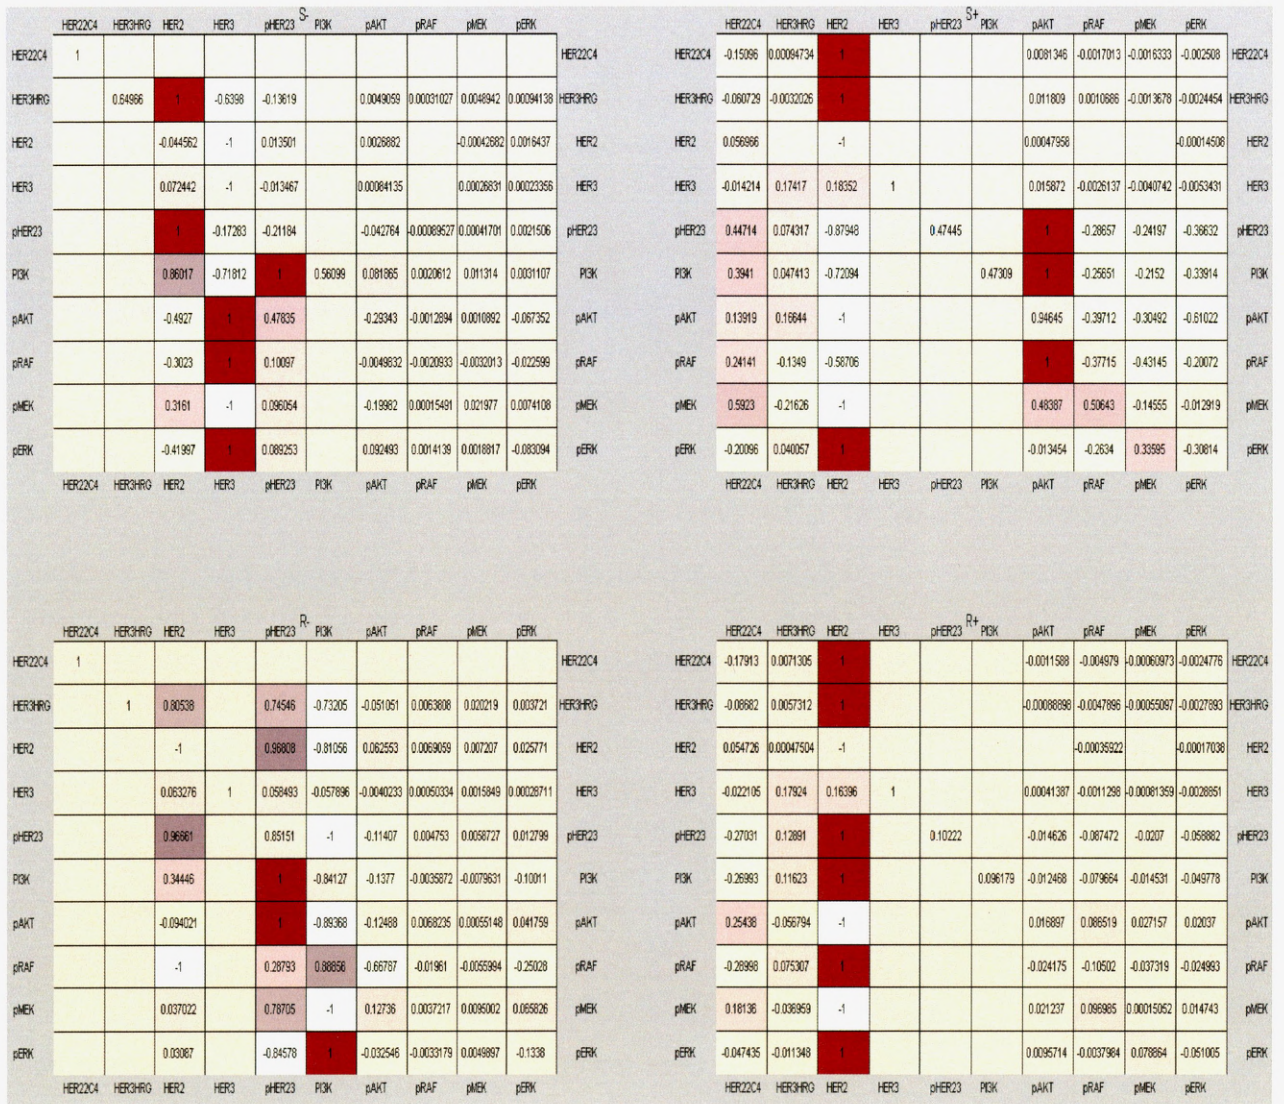 S-
HER22C4 HER3HRG HER2 HER3 pHER23 PI3K pAKT pRAF pMEK pERK
HER22C4 1 HER22C4
HER3HRG 0.64966 1 -0.6398 -0.13619 0.0049059 0.00031027 0.0048942 0.00094138 HER3HRG
HER2 -0.044562 -1 0.013501 0.0026882 -0.00042682 0.0016437 HER2
HER3 0.072442 -1 -0.013467 0.00084135 0.00026831 0.00023356 HER3
pHER23 1 -0.17263 -0.21184 -0.042764 -0.00089527 0.00041701 0.0021506 pHER23
PI3K 0.86017 -0.71812 1 0.56099 0.081865 0.0020612 0.011314 0.0031107 PI3K
pAKT -0.4927 1 0.47835 -0.29343 -0.0012894 0.0010892 -0.067352 pAKT
pRAF -0.3023 1 0.10097 -0.0049832 -0.0020933 -0.0032013 -0.022599 pRAF
pMEK 0.3161 -1 0.096054 -0.19982 0.00015491 0.021977 0.0074108 pMEK
pERK -0.41997 1 0.089253 0.092493 0.0014139 0.0018817 -0.083094 pERK
HER22C4 HER3HRG HER2 HER3 pHER23 PI3K pAKT pRAF pMEK pERK
S+
HER22C4 HER3HRG HER2 HER3 pHER23 PI3K pAKT pRAF pMEK pERK
HER22C4 -0.15096 0.00094734 1 0.0081346 -0.0017013 -0.0016333 -0.002508 HER22C4
HER3HRG -0.060729 -0.0032026 1 0.011809 0.0010686 -0.0013678 -0.0024454 HER3HRG
HER2 0.056966 -1 0.00047958 -0.00014508 HER2
HER3 -0.014214 0.17417 0.18352 1 0.015872 -0.0026137 -0.0040742 -0.0053431 HER3
pHER23 0.44714 0.074317 -0.87948 0.47445 1 -0.28657 -0.24197 -0.36632 pHER23
PI3K 0.3941 0.047413 -0.72094 0.47309 1 -0.25651 -0.2152 -0.33914 PI3K
pAKT 0.13919 0.16644 -1 0.94645 -0.39712 -0.30492 -0.61022 pAKT
pRAF 0.24141 -0.1349 -0.58706 1 -0.37715 -0.43145 -0.20072 pRAF
pMEK 0.5923 -0.21626 -1 0.48387 0.50643 -0.14555 -0.012919 pMEK
pERK -0.20096 0.040057 1 -0.013454 -0.2634 0.33595 -0.30814 pERK
HER22C4 HER3HRG HER2 HER3 pHER23 PI3K pAKT pRAF pMEK pERK
R-
HER22C4 HER3HRG HER2 HER3 pHER23 PI3K pAKT pRAF pMEK pERK
HER22C4 1 HER22C4
HER3HRG 1 0.80538 0.74546 -0.73205 -0.051051 0.0063808 0.020219 0.003721 HER3HRG
HER2 -1 0.96808 -0.81056 0.062553 0.0069059 0.007207 0.025771 HER2
HER3 0.063276 1 0.058493 -0.057896 -0.0040233 0.00050334 0.0015849 0.00028711 HER3
pHER23 0.96661 0.85151 -1 -0.11407 0.004753 0.0058727 0.012799 pHER23
PI3K 0.34446 1 -0.84127 -0.1377 -0.0035872 -0.0079631 -0.10011 PI3K
pAKT -0.094021 1 -0.89368 -0.12488 0.0068235 0.00055148 0.041759 pAKT
pRAF -1 0.28793 0.88656 -0.66787 -0.01961 -0.0055994 -0.25028 pRAF
pMEK 0.037022 0.78705 -1 0.12736 0.0037217 0.0095002 0.065826 pMEK
pERK 0.03087 -0.84578 1 -0.032546 -0.0033179 0.0049897 -0.1338 pERK
HER22C4 HER3HRG HER2 HER3 pHER23 PI3K pAKT pRAF pMEK pERK
R+
HER22C4 HER3HRG HER2 HER3 pHER23 PI3K pAKT pRAF pMEK pERK
HER22C4 -0.17913 0.0071305 1 -0.0011588 -0.004979 -0.00060973 -0.0024776 HER22C4
HER3HRG -0.08682 0.0057312 1 -0.00088898 -0.0047896 -0.00055097 -0.0027893 HER3HRG
HER2 0.054726 0.00047504 -1 -0.00035922 -0.00017038 HER2
HER3 -0.022105 0.17924 0.16396 1 0.00041387 -0.0011298 -0.00081359 -0.0028851 HER3
pHER23 -0.27031 0.12891 1 0.10222 -0.014626 -0.087472 -0.0207 -0.058882 pHER23
PI3K -0.26993 0.11623 1 0.096179 -0.012468 -0.079664 -0.014531 -0.049778 PI3K
pAKT 0.25438 -0.056794 -1 0.016897 0.086519 0.027157 0.02037 pAKT
pRAF -0.28998 0.075307 1 -0.024175 -0.10502 -0.037319 -0.024993 pRAF
pMEK 0.18136 -0.036959 -1 0.021237 0.096985 0.00015052 0.014743 pMEK
pERK -0.047435 -0.011348 1 0.0095714 -0.0037984 0.078864 -0.051005 pERK
HER22C4 HER3HRG HER2 HER3 pHER23 PI3K pAKT pRAF pMEK pERK